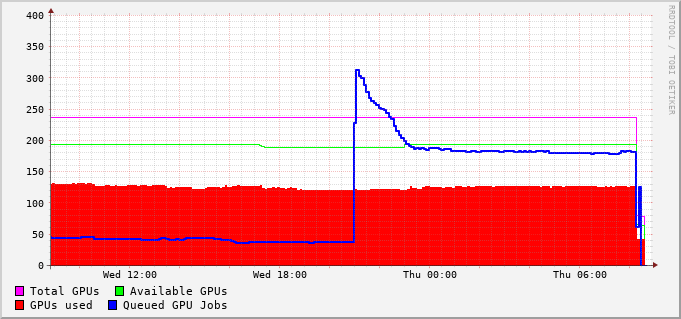 400
350
300
250
200
150
100
50
0
Wed 12:00 Wed 18:00 Thu 00:00 Thu 06:00
Total GPUs Available GPUs
GPUs used Queued GPU Jobs
RRDTOOL / TOBI OETIKER